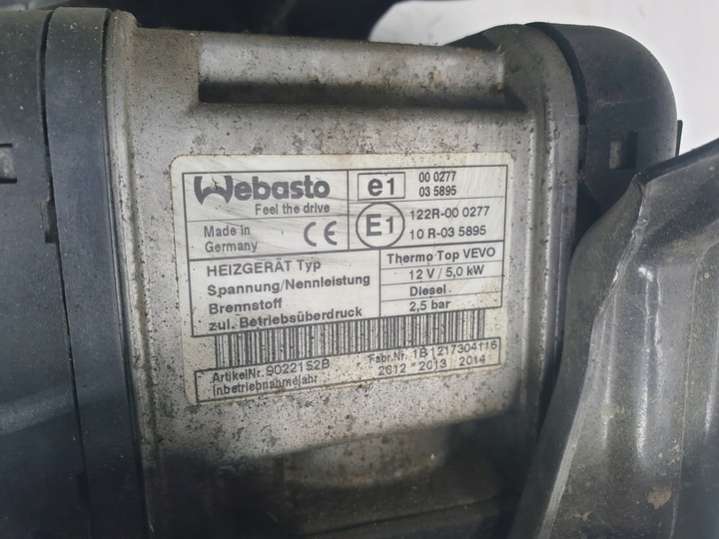 Webasto
Feel the drive
Made in
Germany
CE
e1
00 0277
03 5895
E1
122R-00 0277
10 R-03 5895
HEIZGERÄT Typ
Thermo Top VEVO
Spannung/Nennleistung
12 V / 5,0 kW
Brennstoff
Diesel
zul. Betriebsüberdruck
2,5 bar
ArtikelNr. 9022152B
Fabr.Nr. 1B1217304116
Inbetriebnahmejahr
2012 2013 2014